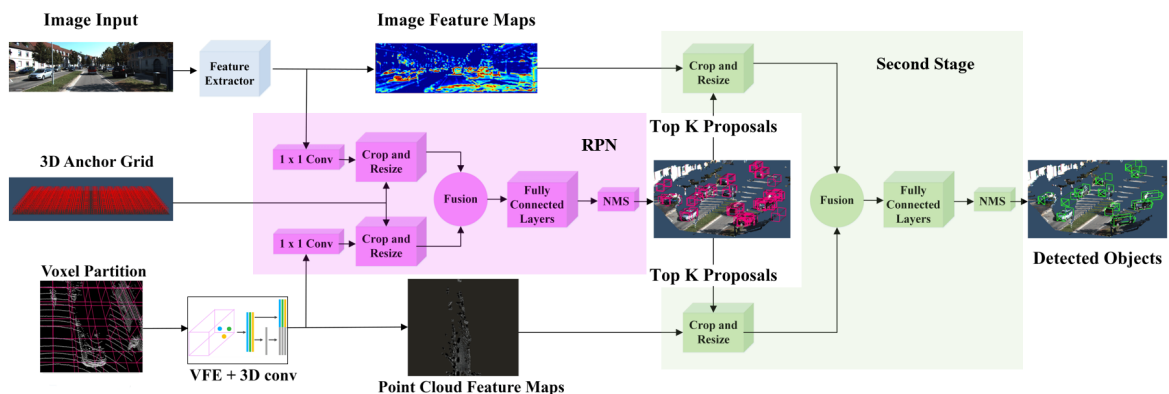 Image Input
Image Feature Maps
Feature
Extractor
Crop and
Resize
Second Stage
Top K Proposals
RPN
3D Anchor Grid
1 x 1 Conv
Crop and
Resize
Fusion
Fully
Connected
Layers
NMS
Fusion
Fully
Connected
Layers
NMS
1 x 1 Conv
Crop and
Resize
Voxel Partition
Top K Proposals
Detected Objects
Crop and
Resize
VFE + 3D conv
Point Cloud Feature Maps